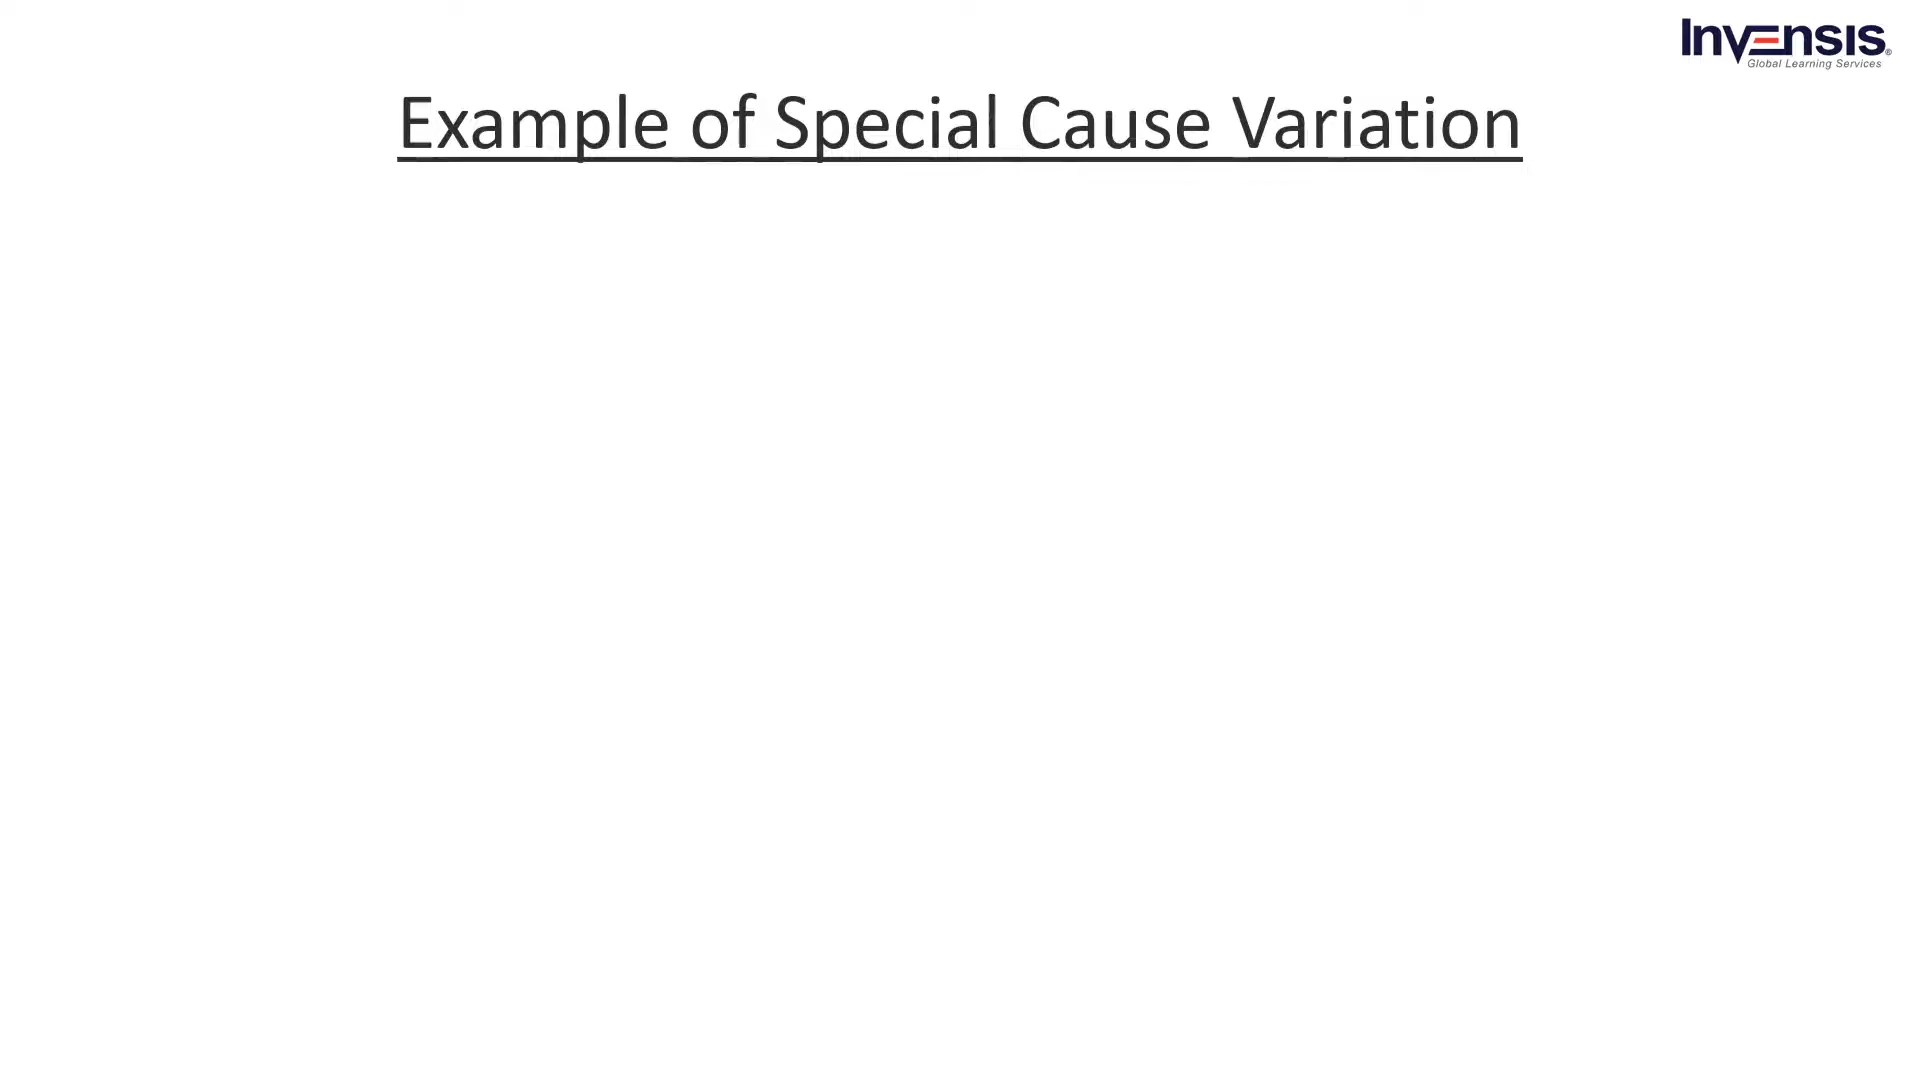 Invensis
Global Learning Services
Example of Special Cause Variation